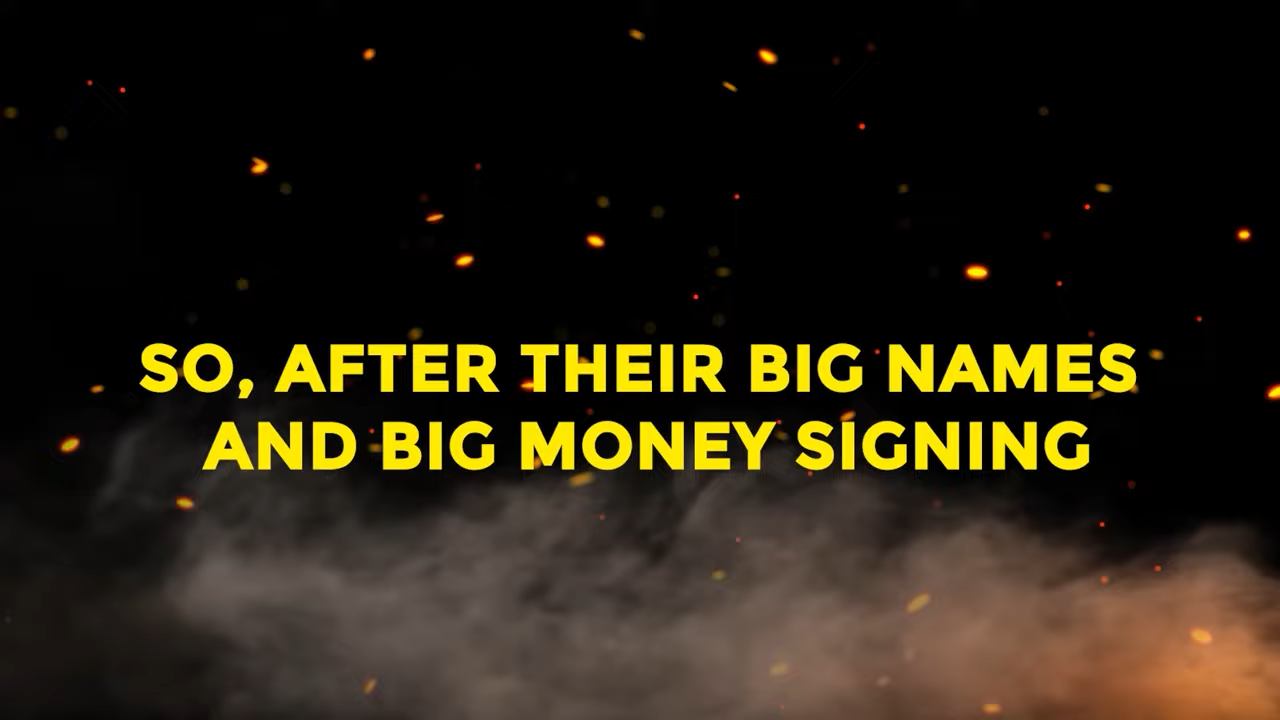 SO, AFTER THEIR BIG NAMES
AND BIG MONEY SIGNING